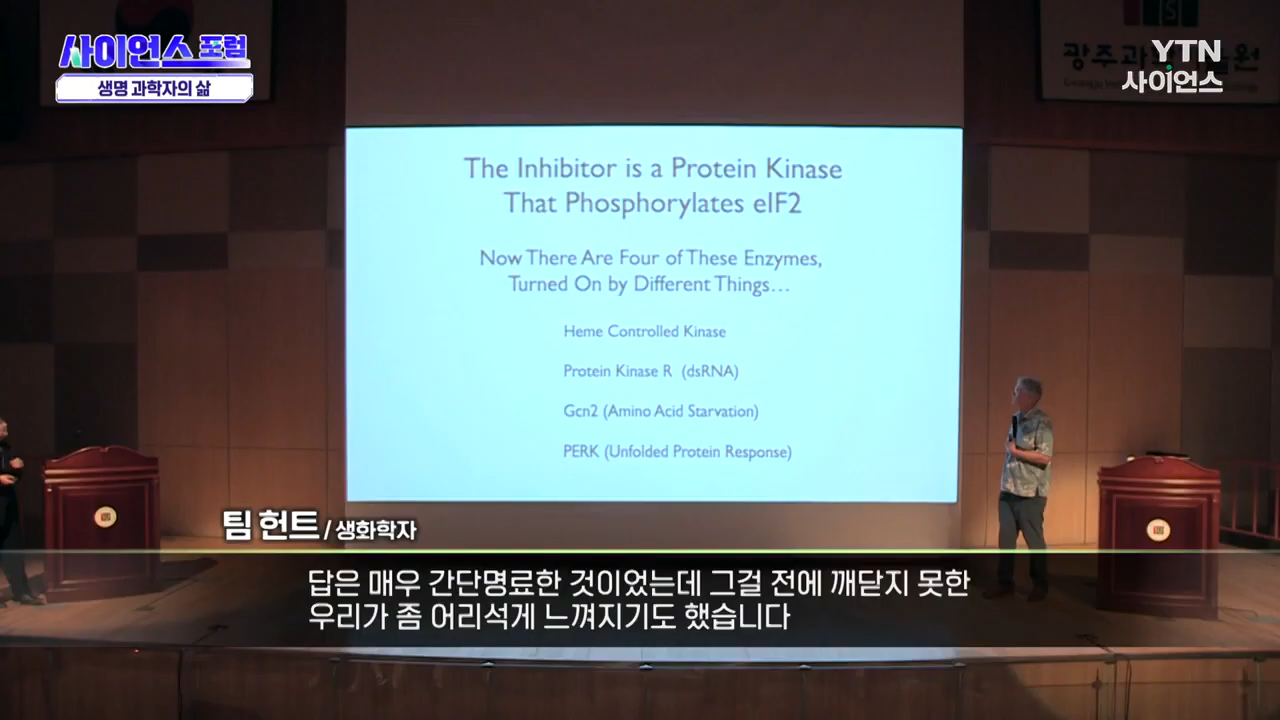 사이언스 포럼
생명 과학자의 삶
YTN
사이언스
The Inhibitor is a Protein Kinase
That Phosphorylates eIF2
Now There Are Four of These Enzymes,
Turned On by Different Things…
Heme Controlled Kinase
Protein Kinase R (dsRNA)
Gcn2 (Amino Acid Starvation)
PERK (Unfolded Protein Response)
팀 헌트 / 생화학자
답은 매우 간단명료한 것이었는데 그걸 전에 깨닫지 못한
우리가 좀 어리석게 느껴지기도 했습니다